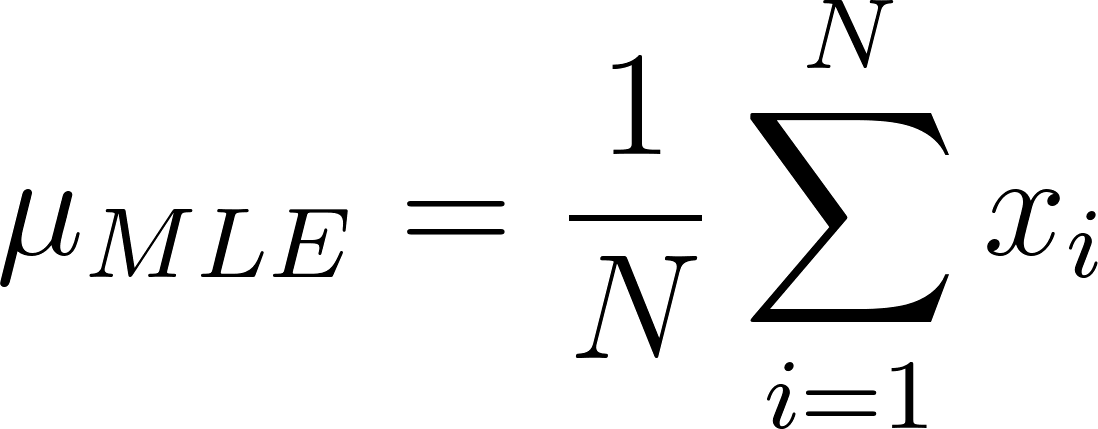 μ_{MLE} = \frac{1}{N} \sum_{i=1}^{N} x_i